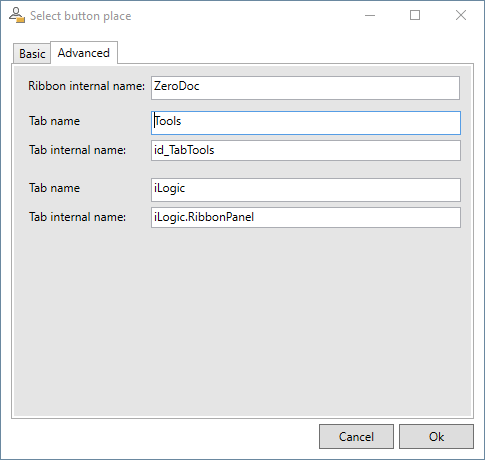 Select button place
Basic Advanced
Ribbon internal name: ZeroDoc
Tab name Tools
Tab internal name: id_TabTools
Tab name iLogic
Tab internal name: iLogic.RibbonPanel
Cancel Ok